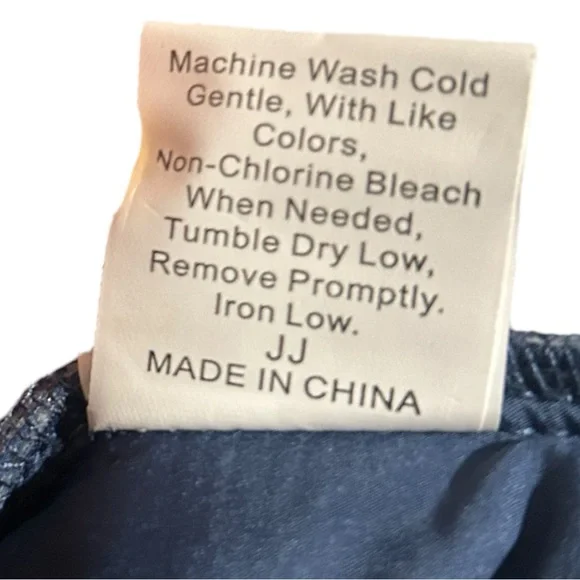 Machine Wash Cold
Gentle, With Like
Colors,
Non-Chlorine Bleach
When Needed,
Tumble Dry Low,
Remove Promptly.
Iron Low.
JJ
MADE IN CHINA